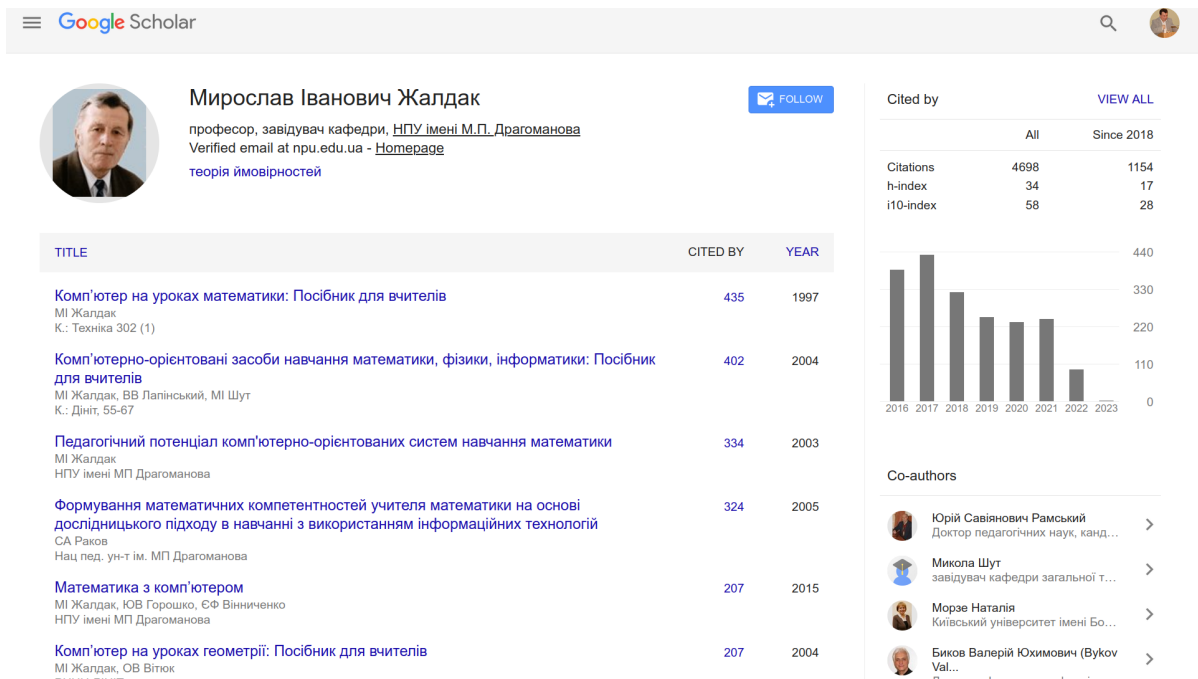 Google Scholar
Мирослав Іванович Жалдак
FOLLOW
професор, завідувач кафедри, НПУ імені М.П. Драгоманова
Verified email at npu.edu.ua - Homepage
теорія ймовірностей
TITLE CITED BY YEAR
Комп'ютер на уроках математики: Посібник для вчителів 435 1997
МІ Жалдак
К.: Техніка 302 (1)
Комп'ютерно-орієнтовані засоби навчання математики, фізики, інформатики: Посібник 402 2004
для вчителів
МІ Жалдак, ВВ Лапінський, МІ Шут
К.: Дініт, 55-67
Педагогічний потенціал комп'ютерно-орієнтованих систем навчання математики 334 2003
МІ Жалдак
НПУ імені МП Драгоманова
Формування математичних компетентностей учителя математики на основі 324 2005
дослідницького підходу в навчанні з використанням інформаційних технологій
СА Раков
Нац пед. ун-т ім. МП Драгоманова
Математика з комп'ютером 207 2015
МІ Жалдак, ЮВ Горошко, ЄФ Вінниченко
НПУ імені МП Драгоманова
Комп'ютер на уроках геометрії: Посібник для вчителів 207 2004
МІ Жалдак, ОВ Вітюк
Cited by VIEW ALL
All Since 2018
Citations 4698 1154
h-index 34 17
i10-index 58 28
440
330
220
110
0
2016 2017 2018 2019 2020 2021 2022 2023
Co-authors
Юрій Савіянович Рамський
Доктор педагогічних наук, канд...
Микола Шут
завідувач кафедри загальної т...
Морзе Наталія
Київський університет імені Бо...
Биков Валерій Юхимович (Bykov
Val...